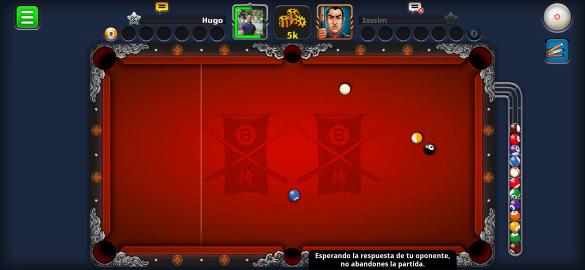 Hugo
Jassim
5k
Esperando la respuesta de tu oponente,
no abandones la partida.